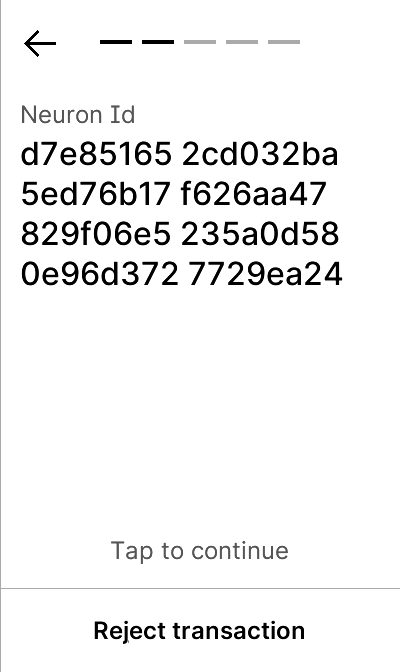 Neuron Id
d7e85165 2cd032ba
5ed76b17 f626aa47
829f06e5 235a0d58
0e96d372 7729ea24
Tap to continue
Reject transaction